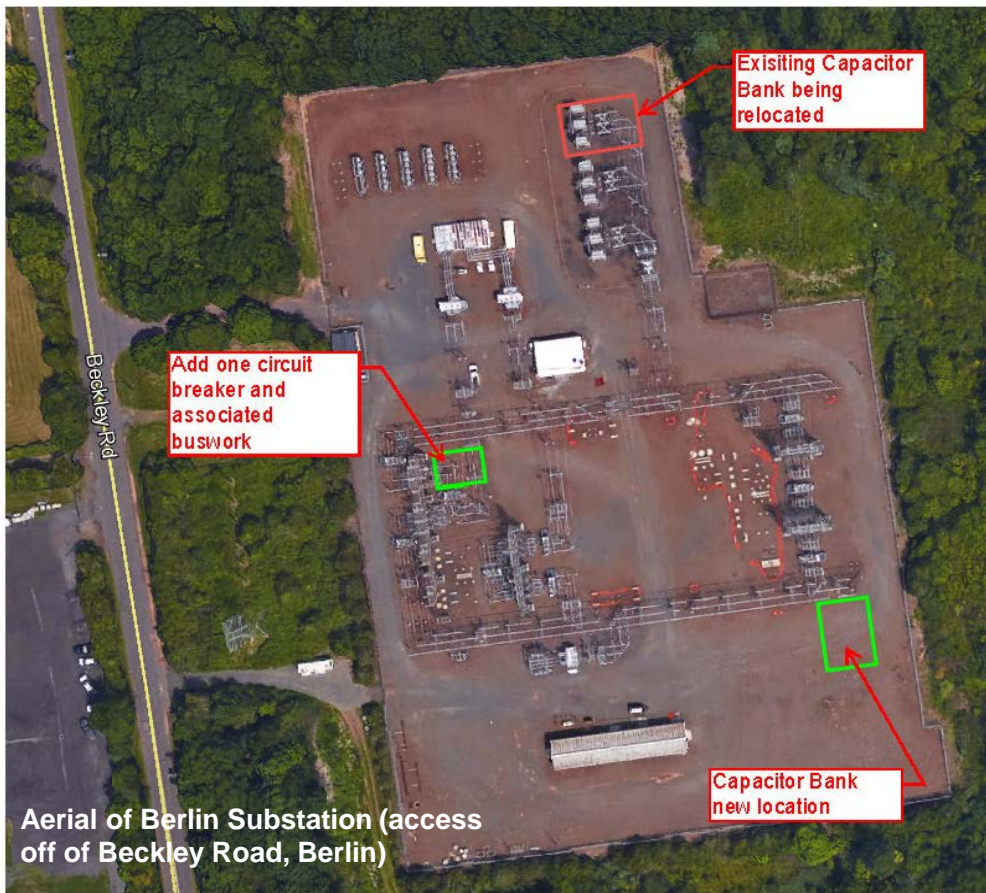 Exisiting Capacitor
Bank being
relocated
Add one circuit
breaker and
associated
buswork
Beckley Rd
Capacitor Bank
new location
Aerial of Berlin Substation (access
off of Beckley Road, Berlin)